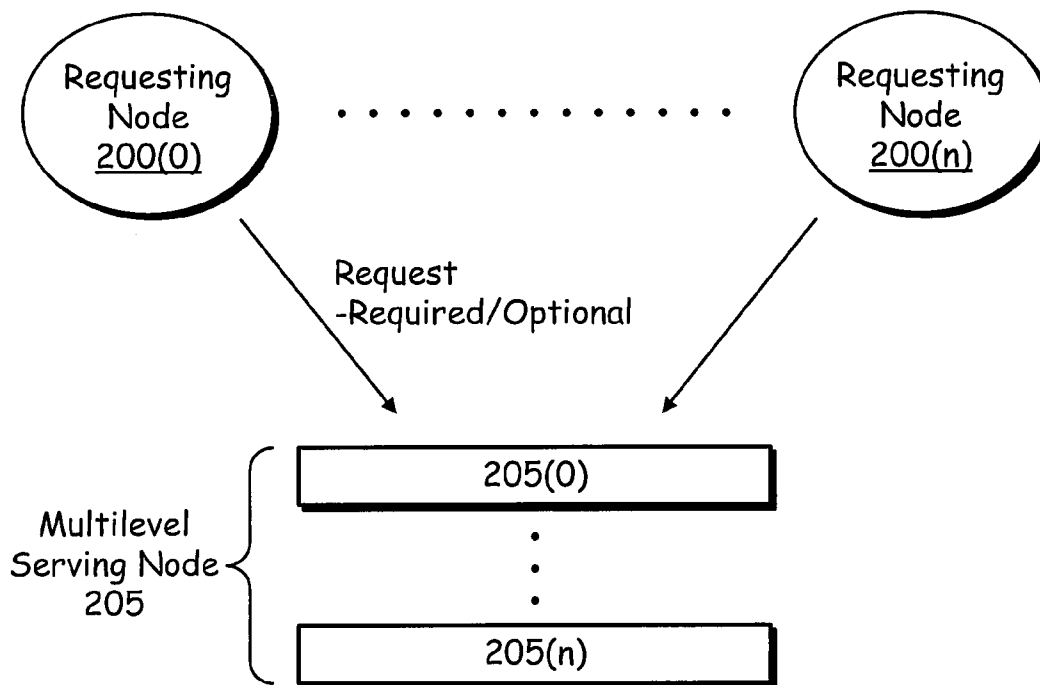 Requesting
Node
200(0)
Requesting
Node
200(n)
Request
-Required/Optional
Multilevel
Serving Node
205
205(0)
205(n)